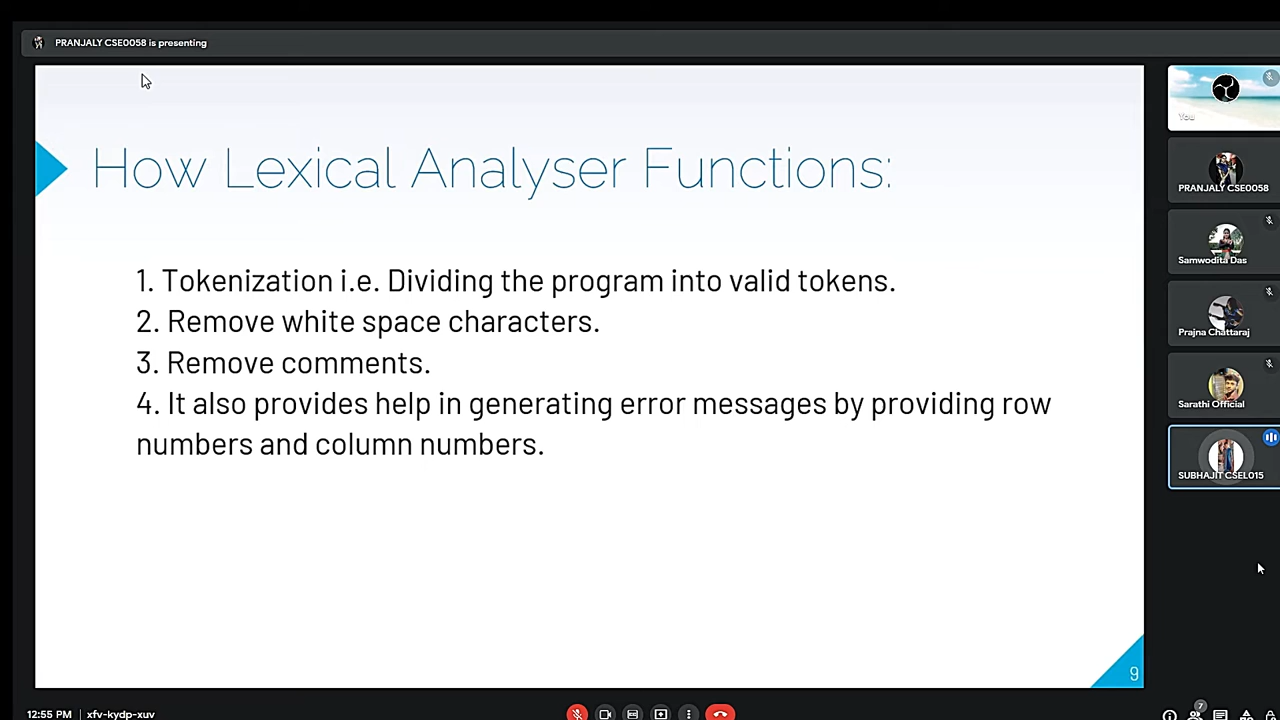 PRANJALY CSE0058 is presenting
How Lexical Analyser Functions:
1. Tokenization i.e. Dividing the program into valid tokens.
2. Remove white space characters.
3. Remove comments.
4. It also provides help in generating error messages by providing row
numbers and column numbers.
9
You
PRANJALY CSE0058
Samwodita Das
Prajna Chattaraj
Sarathi Official
SUBHAJIT CSEL015
12:55 PM | xfv-kydp-xuv
7